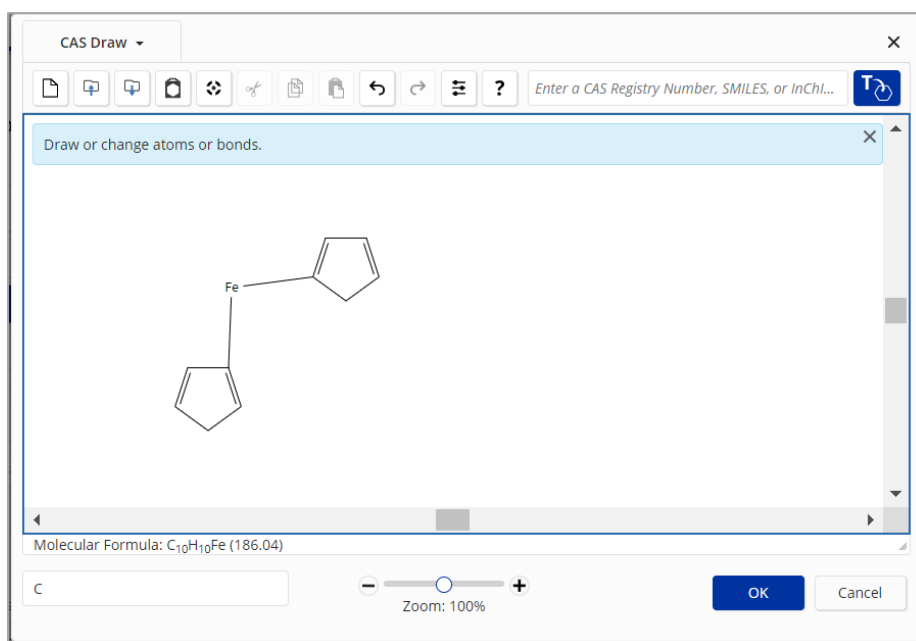 CAS Draw
Enter a CAS Registry Number, SMILES, or InChI...
Draw or change atoms or bonds.
Fe
Molecular Formula: C₁₀H₁₀Fe (186.04)
C
Zoom: 100%
OK
Cancel